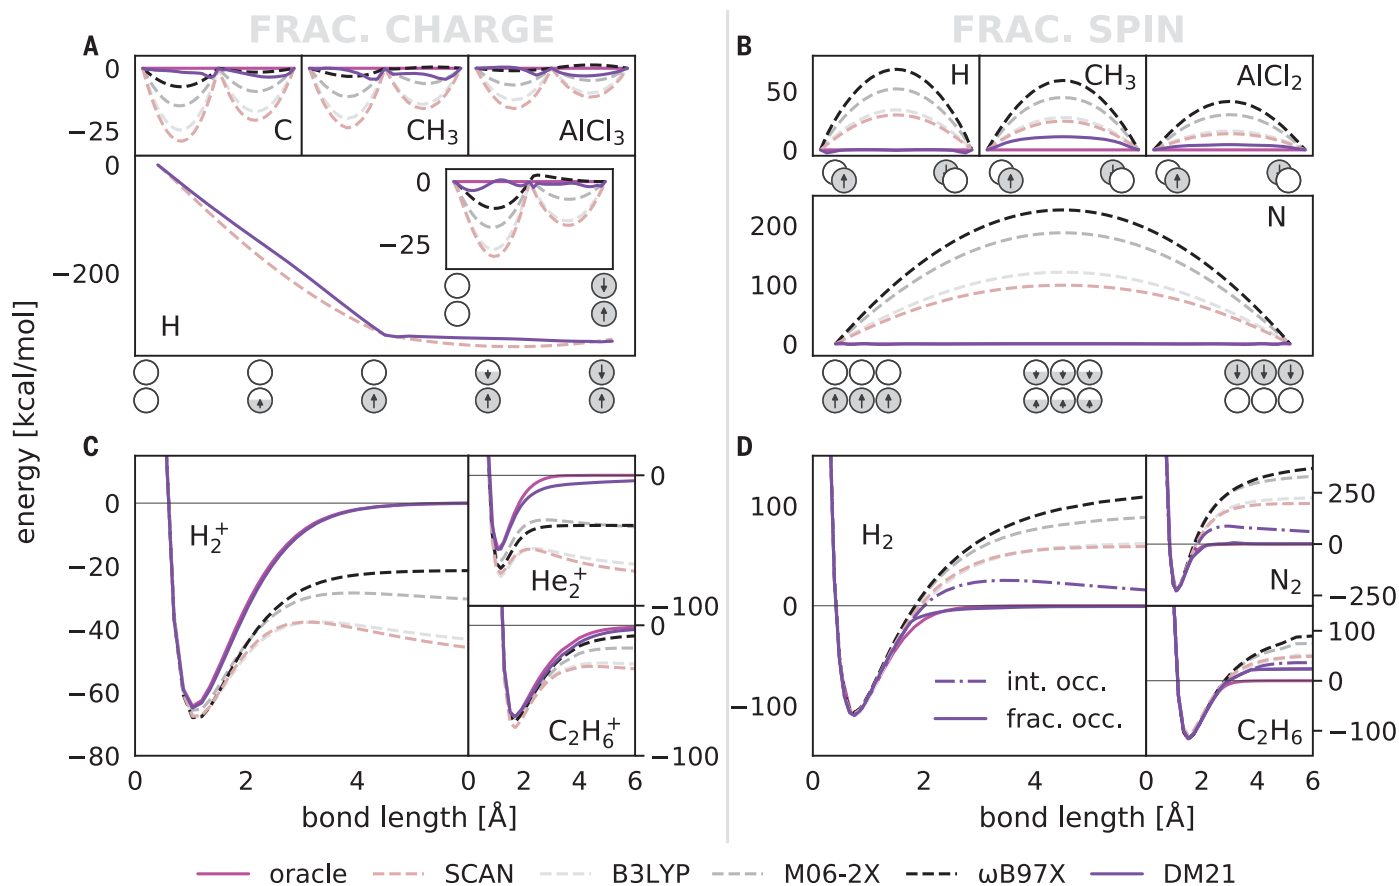 FRAC. CHARGE
FRAC. SPIN
A
0
−25
C
CH₃
AlCl₃
0
−200
H
0
−25
B
50
0
H
CH₃
AlCl₂
200
100
0
N
energy [kcal/mol]
C
0
−20
−40
−60
−80
H₂⁺
0
He₂⁺
−100
0
C₂H₆⁺
−100
0 2 4 0 2 4 6
bond length [Å]
D
100
0
−100
H₂
int. occ.
frac. occ.
250
0
−250
N₂
100
0
−100
C₂H₆
0 2 4 0 2 4 6
bond length [Å]
oracle SCAN B3LYP M06-2X ωB97X DM21